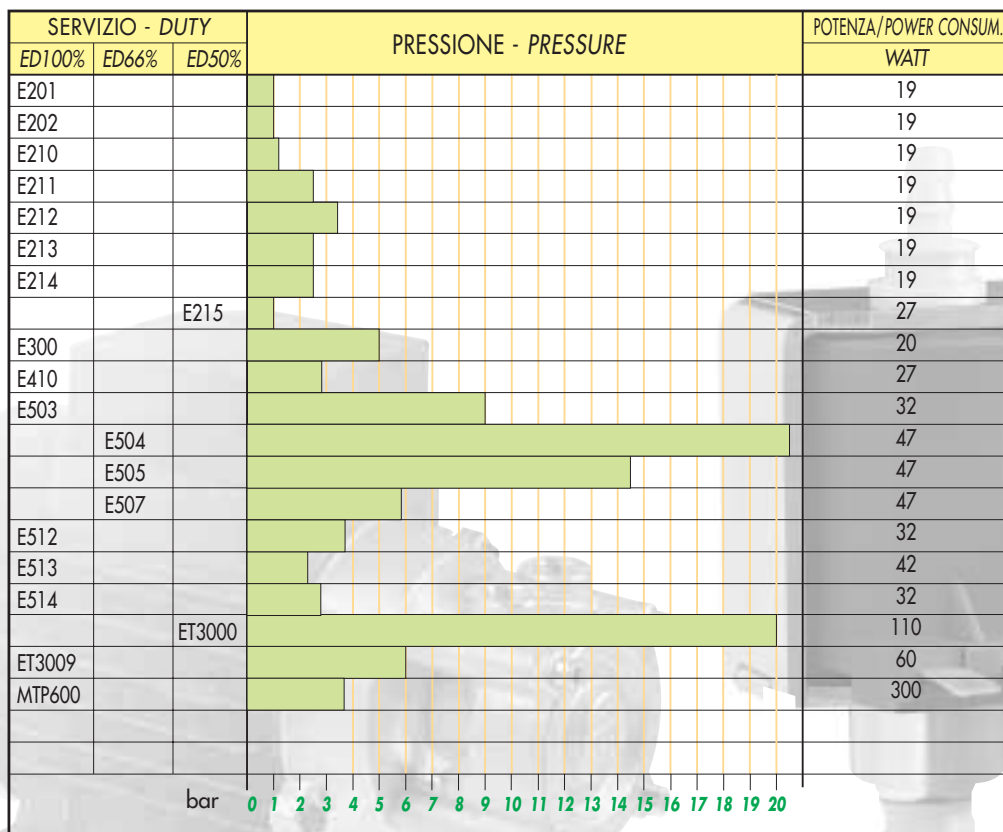 SERVIZIO - DUTY PRESSIONE - PRESSURE POTENZA/POWER CONSUM.
ED100% ED66% ED50% WATT
E201 19
E202 19
E210 19
E211 19
E212 19
E213 19
E214 19
E215 27
E300 20
E410 27
E503 32
E504 47
E505 47
E507 47
E512 32
E513 42
E514 32
ET3000 110
ET3009 60
MTP600 300
bar 0 1 2 3 4 5 6 7 8 9 10 11 12 13 14 15 16 17 18 19 20